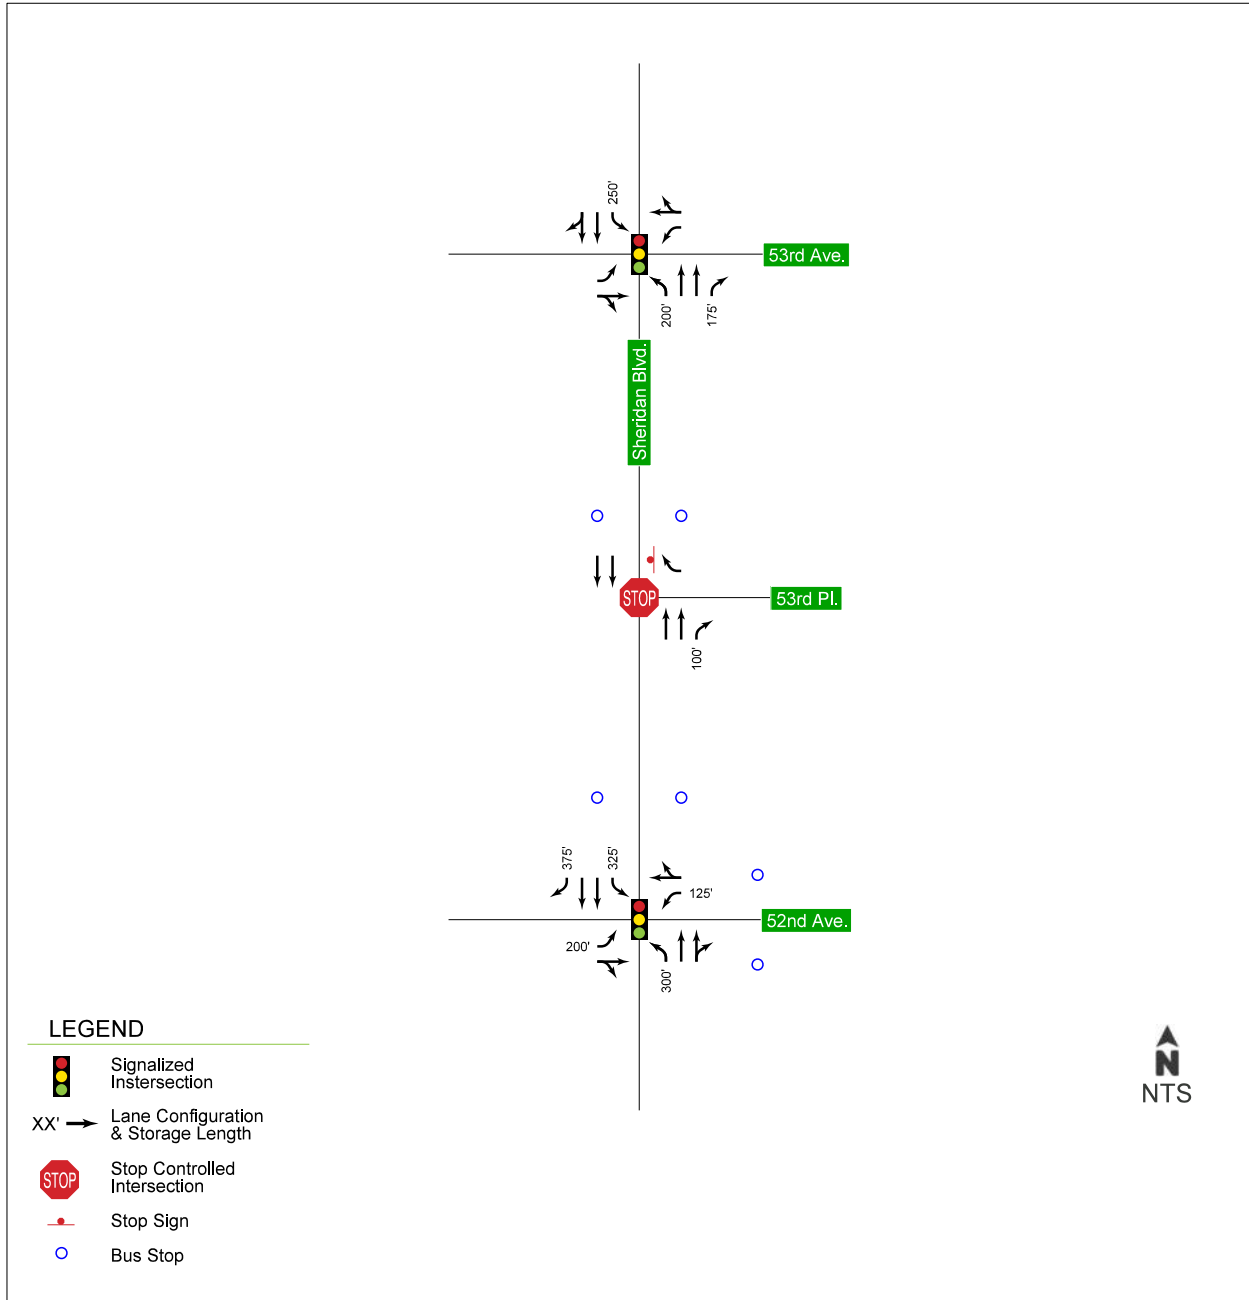 250'
53rd Ave.
200'
175'
Sheridan Blvd.
STOP
53rd Pl.
100'
375'
325'
125'
52nd Ave.
200'
300'
LEGEND
Signalized
Instersection
XX'
Lane Configuration
& Storage Length
STOP
Stop Controlled
Intersection
Stop Sign
Bus Stop
N
NTS